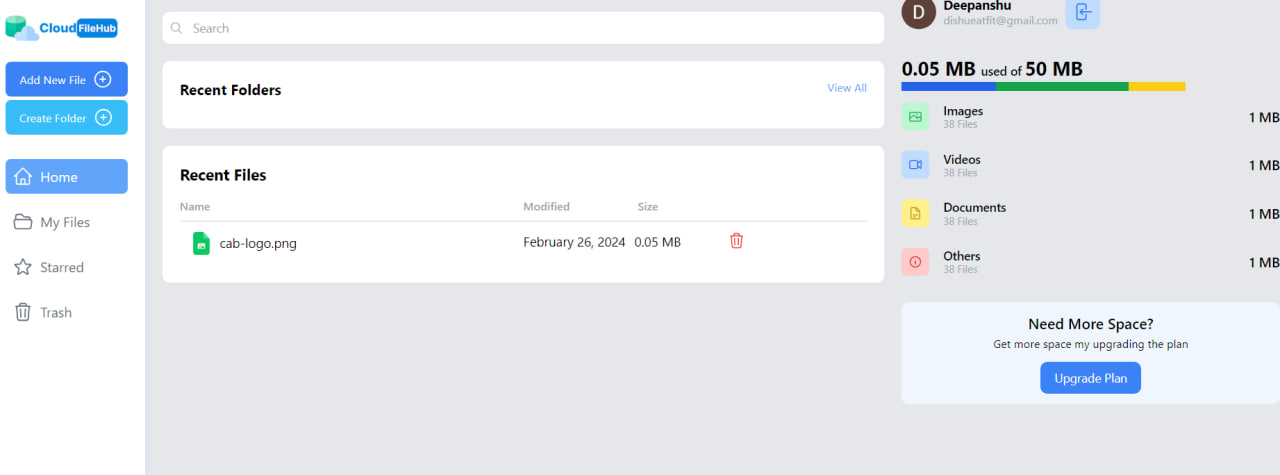 Cloud FileHub
Add New File
Create Folder
Home
My Files
Starred
Trash
Search
Recent Folders
View All
Recent Files
Name Modified Size
cab-logo.png February 26, 2024 0.05 MB
D
Deepanshu
dishueatfit@gmail.com
0.05 MB used of 50 MB
Images
38 Files
1 MB
Videos
38 Files
1 MB
Documents
38 Files
1 MB
Others
38 Files
1 MB
Need More Space?
Get more space my upgrading the plan
Upgrade Plan